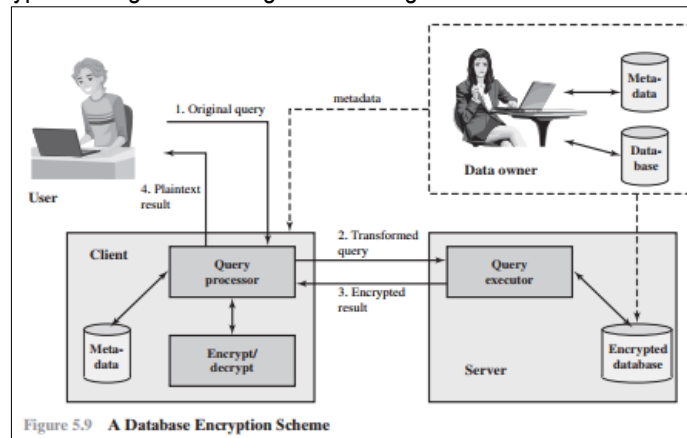 1. Original query
metadata
Meta-
data
Data-
base
Data owner
User
4. Plaintext
result
Client
Query
processor
2. Transformed
query
3. Encrypted
result
Query
executor
Meta-
data
Encrypt/
decrypt
Server
Encrypted
database
Figure 5.9 A Database Encryption Scheme